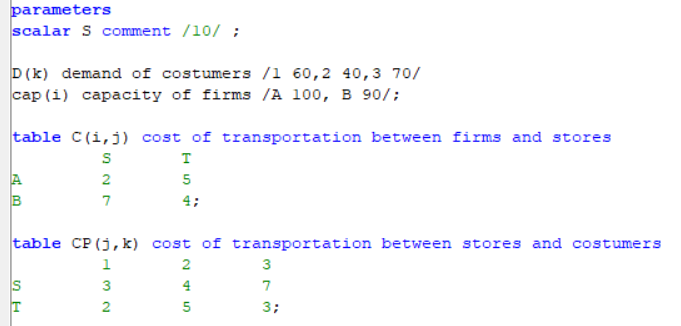 parameters
scalar S comment /10/ ;
D(k) demand of costumers /1 60,2 40,3 70/
cap(i) capacity of firms /A 100, B 90/;
table C(i,j) cost of transportation between firms and stores
S T
A 2 5
B 7 4;
table CP(j,k) cost of transportation between stores and costumers
1 2 3
S 3 4 7
T 2 5 3;